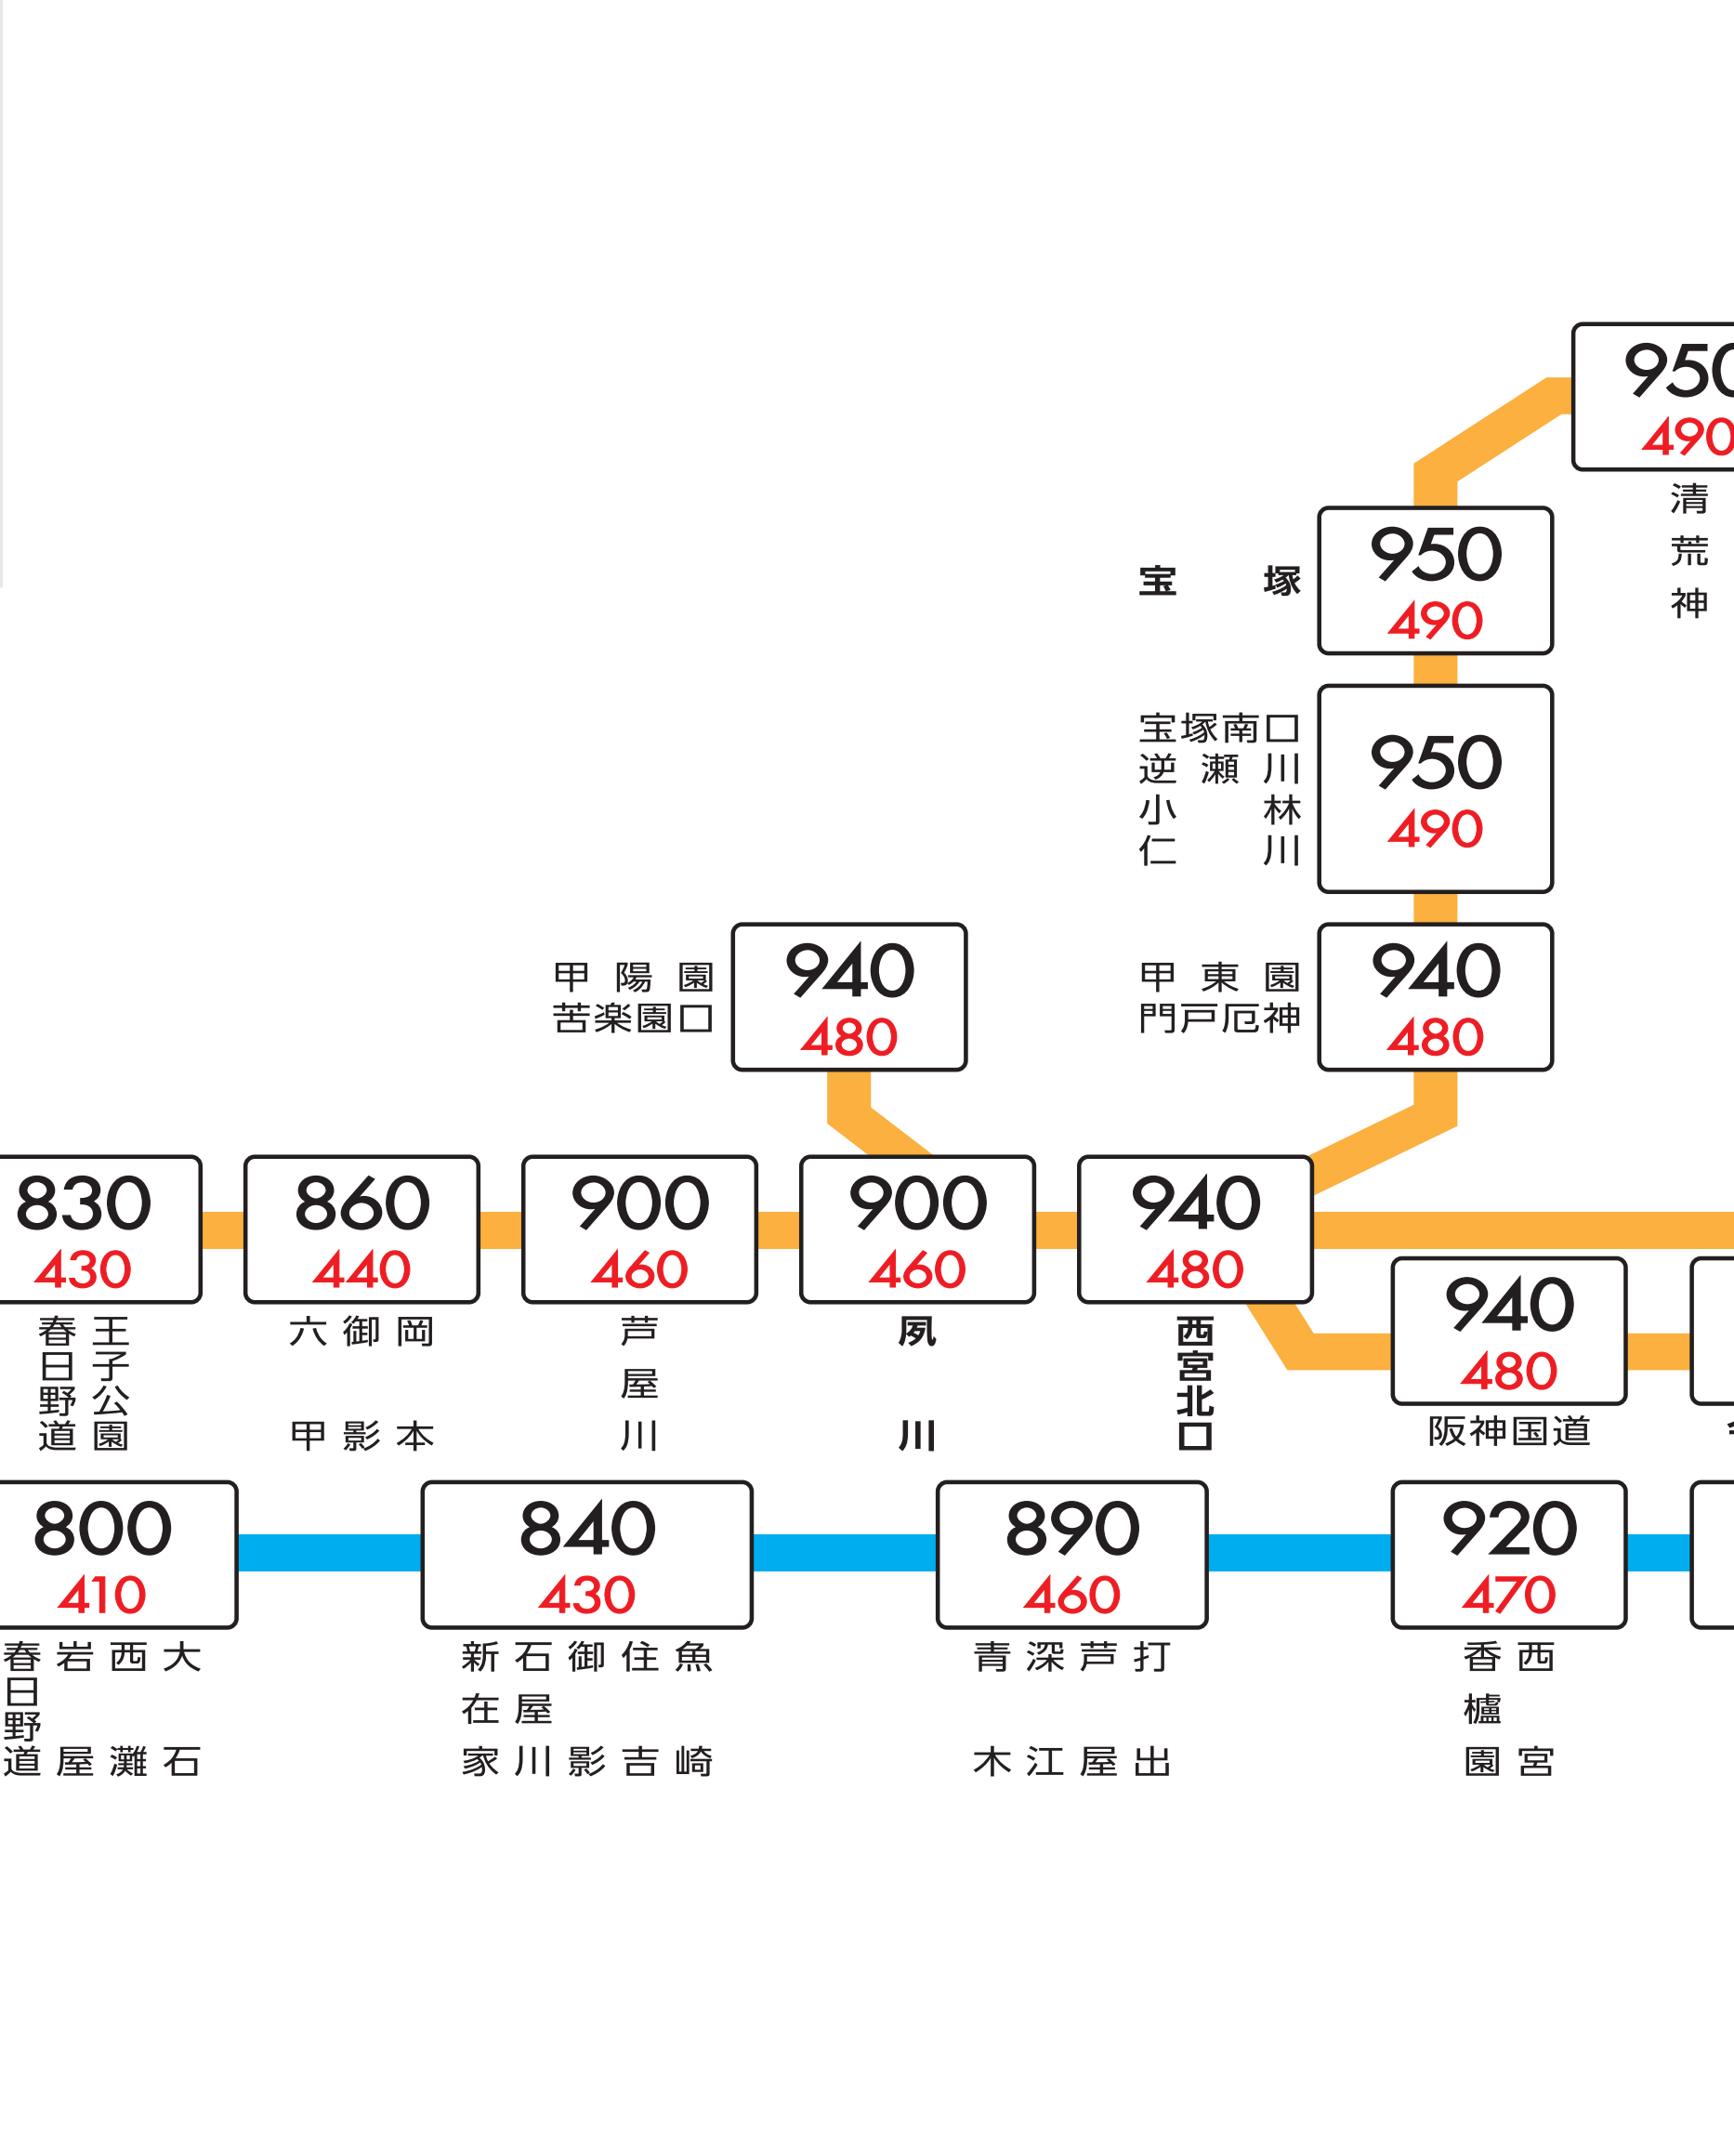 950
490
清荒神
宝塚
950
490
宝塚南口
逆瀬川
小林
仁川
950
490
甲陽園
苦楽園口
940
480
甲東園
門戸厄神
940
480
830
430
860
440
900
460
900
460
940
480
春日野道
王子公園
六甲
御影
岡本
芦屋川
夙川
西宮北口
940
480
阪神国道
800
410
840
430
890
460
920
470
春日野道
岩屋
西灘
大石
新在家
石屋川
御影
住吉
魚崎
青木
深江
芦屋
打出
香櫨園
西宮